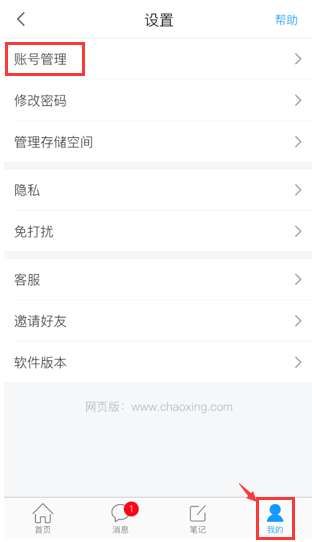 设置
帮助
账号管理
修改密码
管理存储空间
隐私
免打扰
客服
邀请好友
软件版本
网页版：www.chaoxing.com
1
首页
消息
笔记
我的